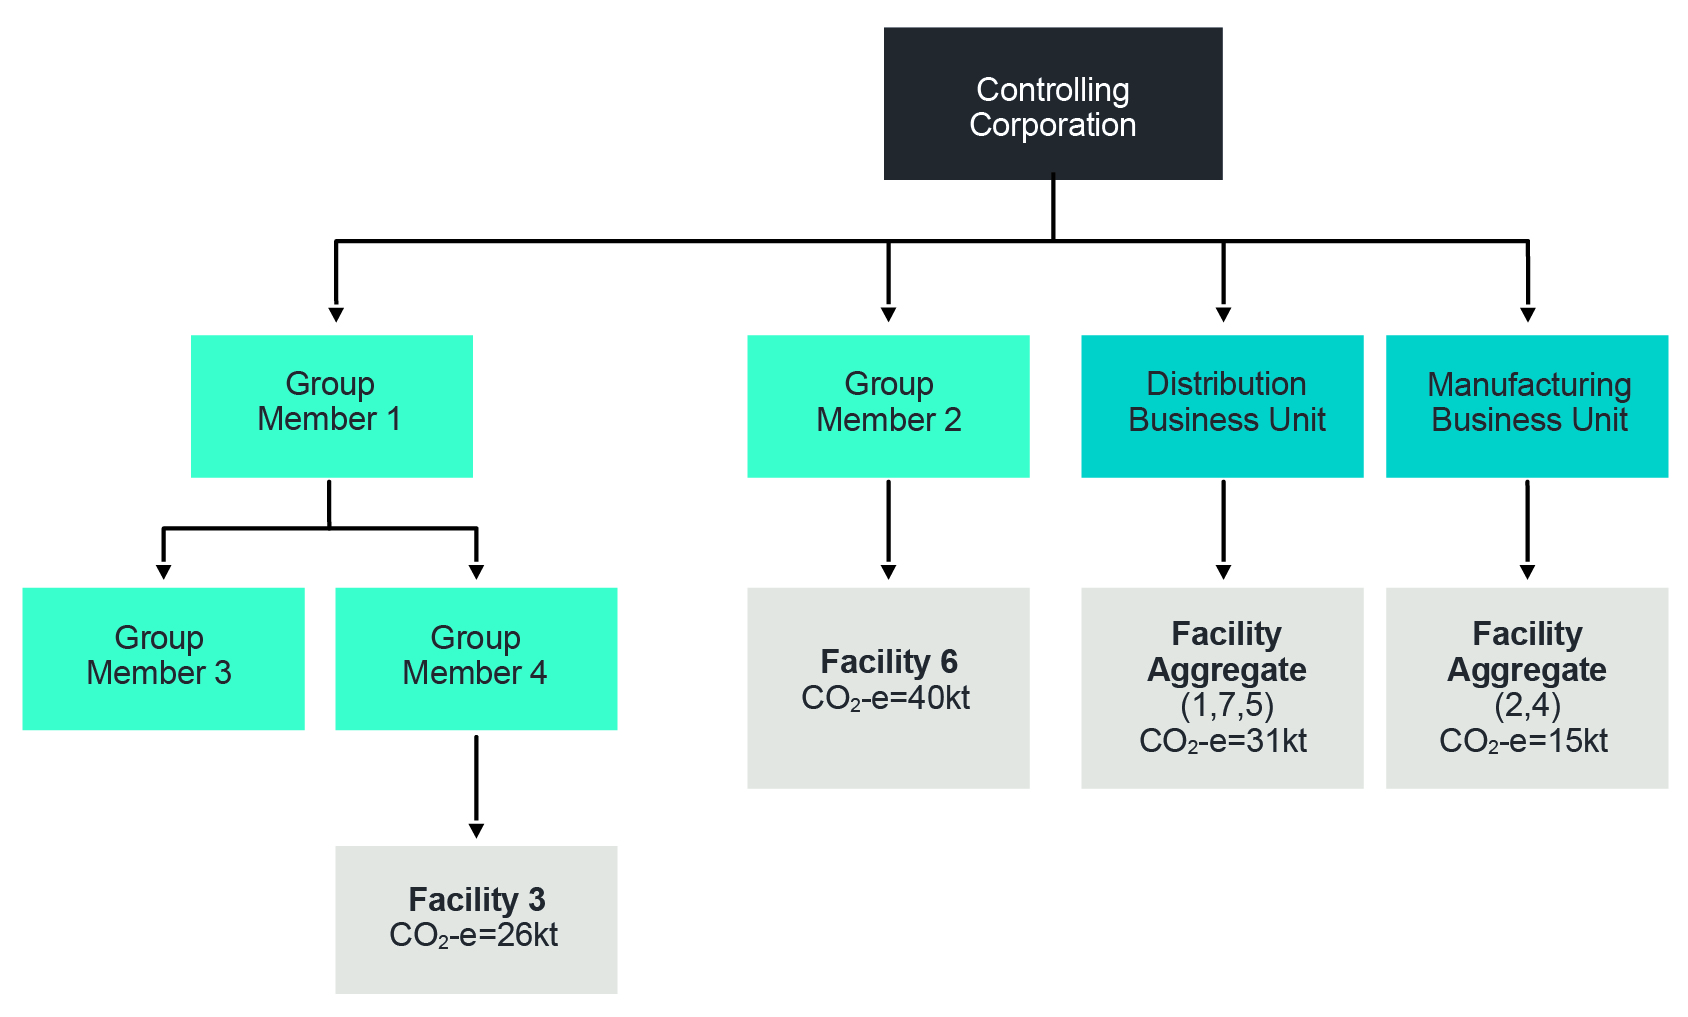 Controlling
Corporation
Group
Member 1
Group
Member 2
Distribution
Business Unit
Manufacturing
Business Unit
Group
Member 3
Group
Member 4
Facility 6
CO₂-e=40kt
Facility
Aggregate
(1,7,5)
CO₂-e=31kt
Facility
Aggregate
(2,4)
CO₂-e=15kt
Facility 3
CO₂-e=26kt